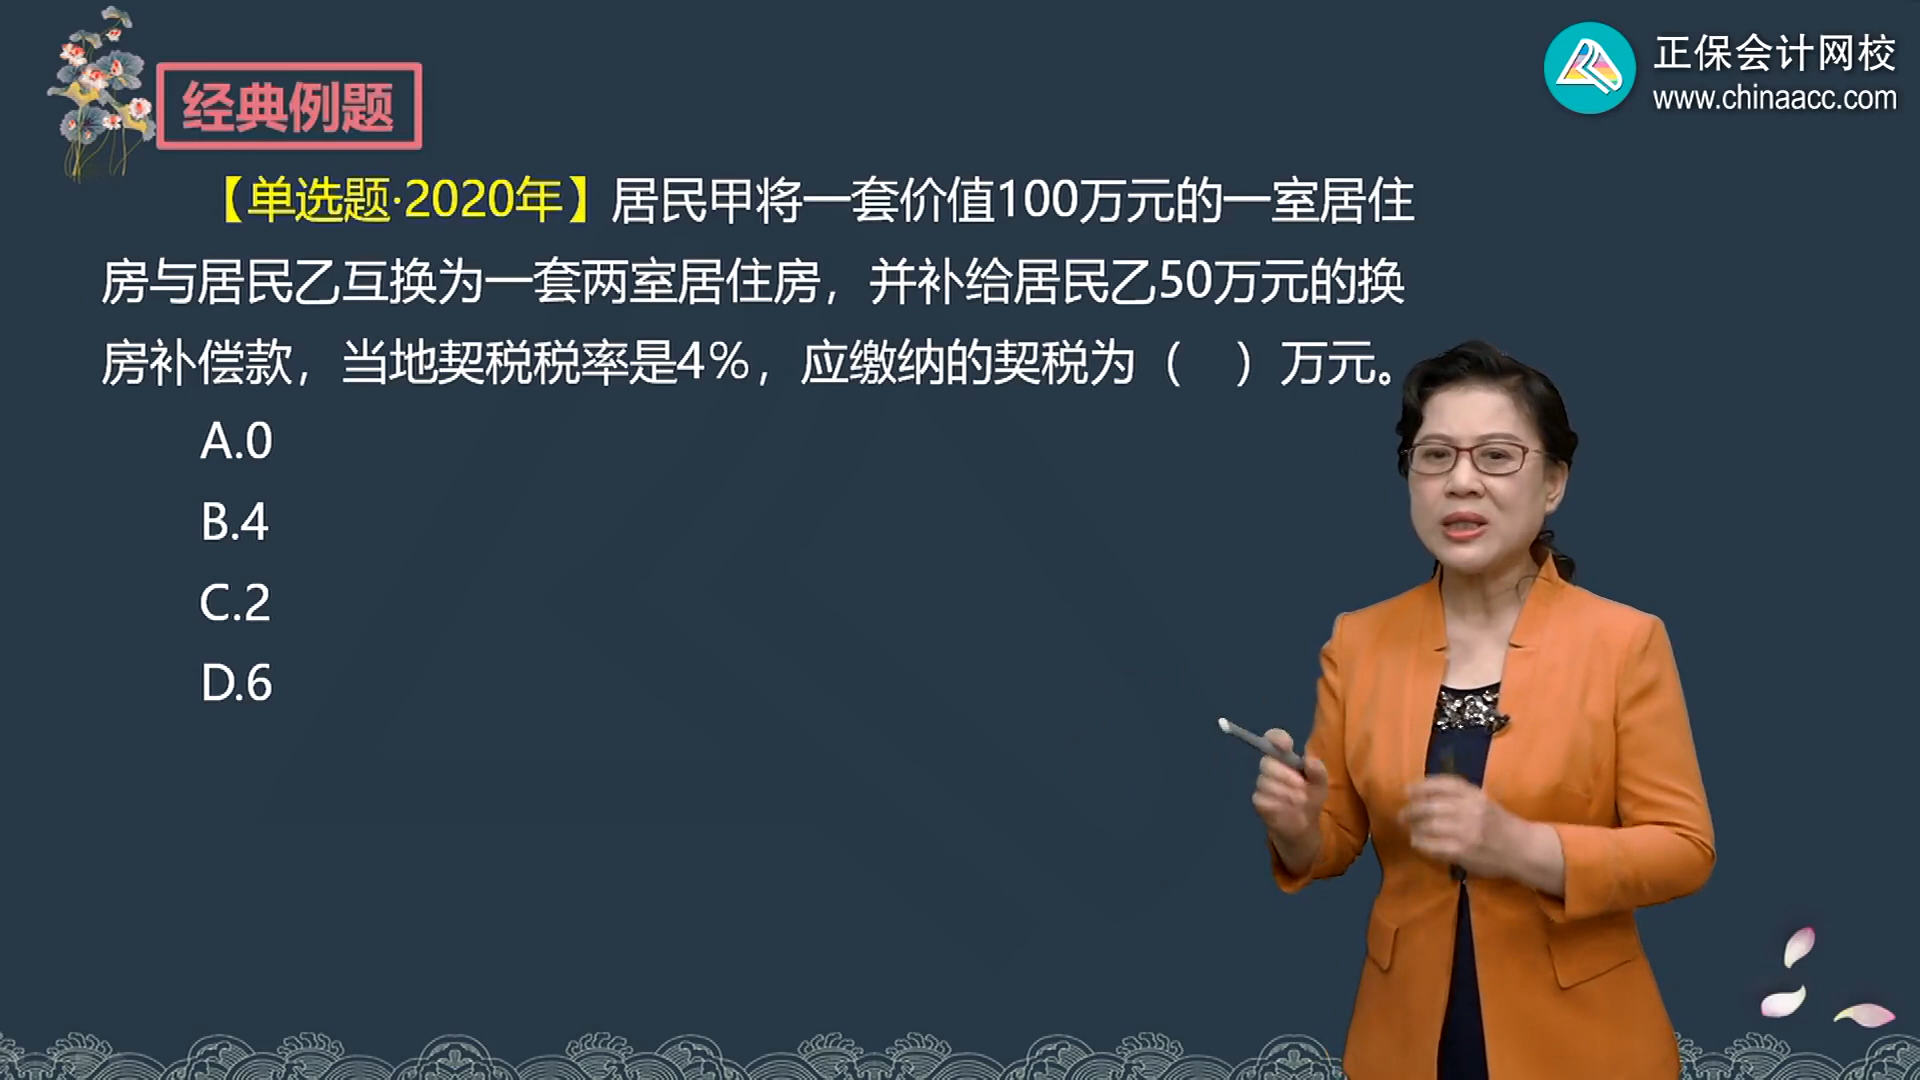 经典例题
正保会计网校
www.chinaacc.com
【单选题·2020年】居民甲将一套价值100万元的一室居住
房与居民乙互换为一套两室居住房，并补给居民乙50万元的换
房补偿款，当地契税税率是4%，应缴纳的契税为（　）万元。
A.0
B.4
C.2
D.6